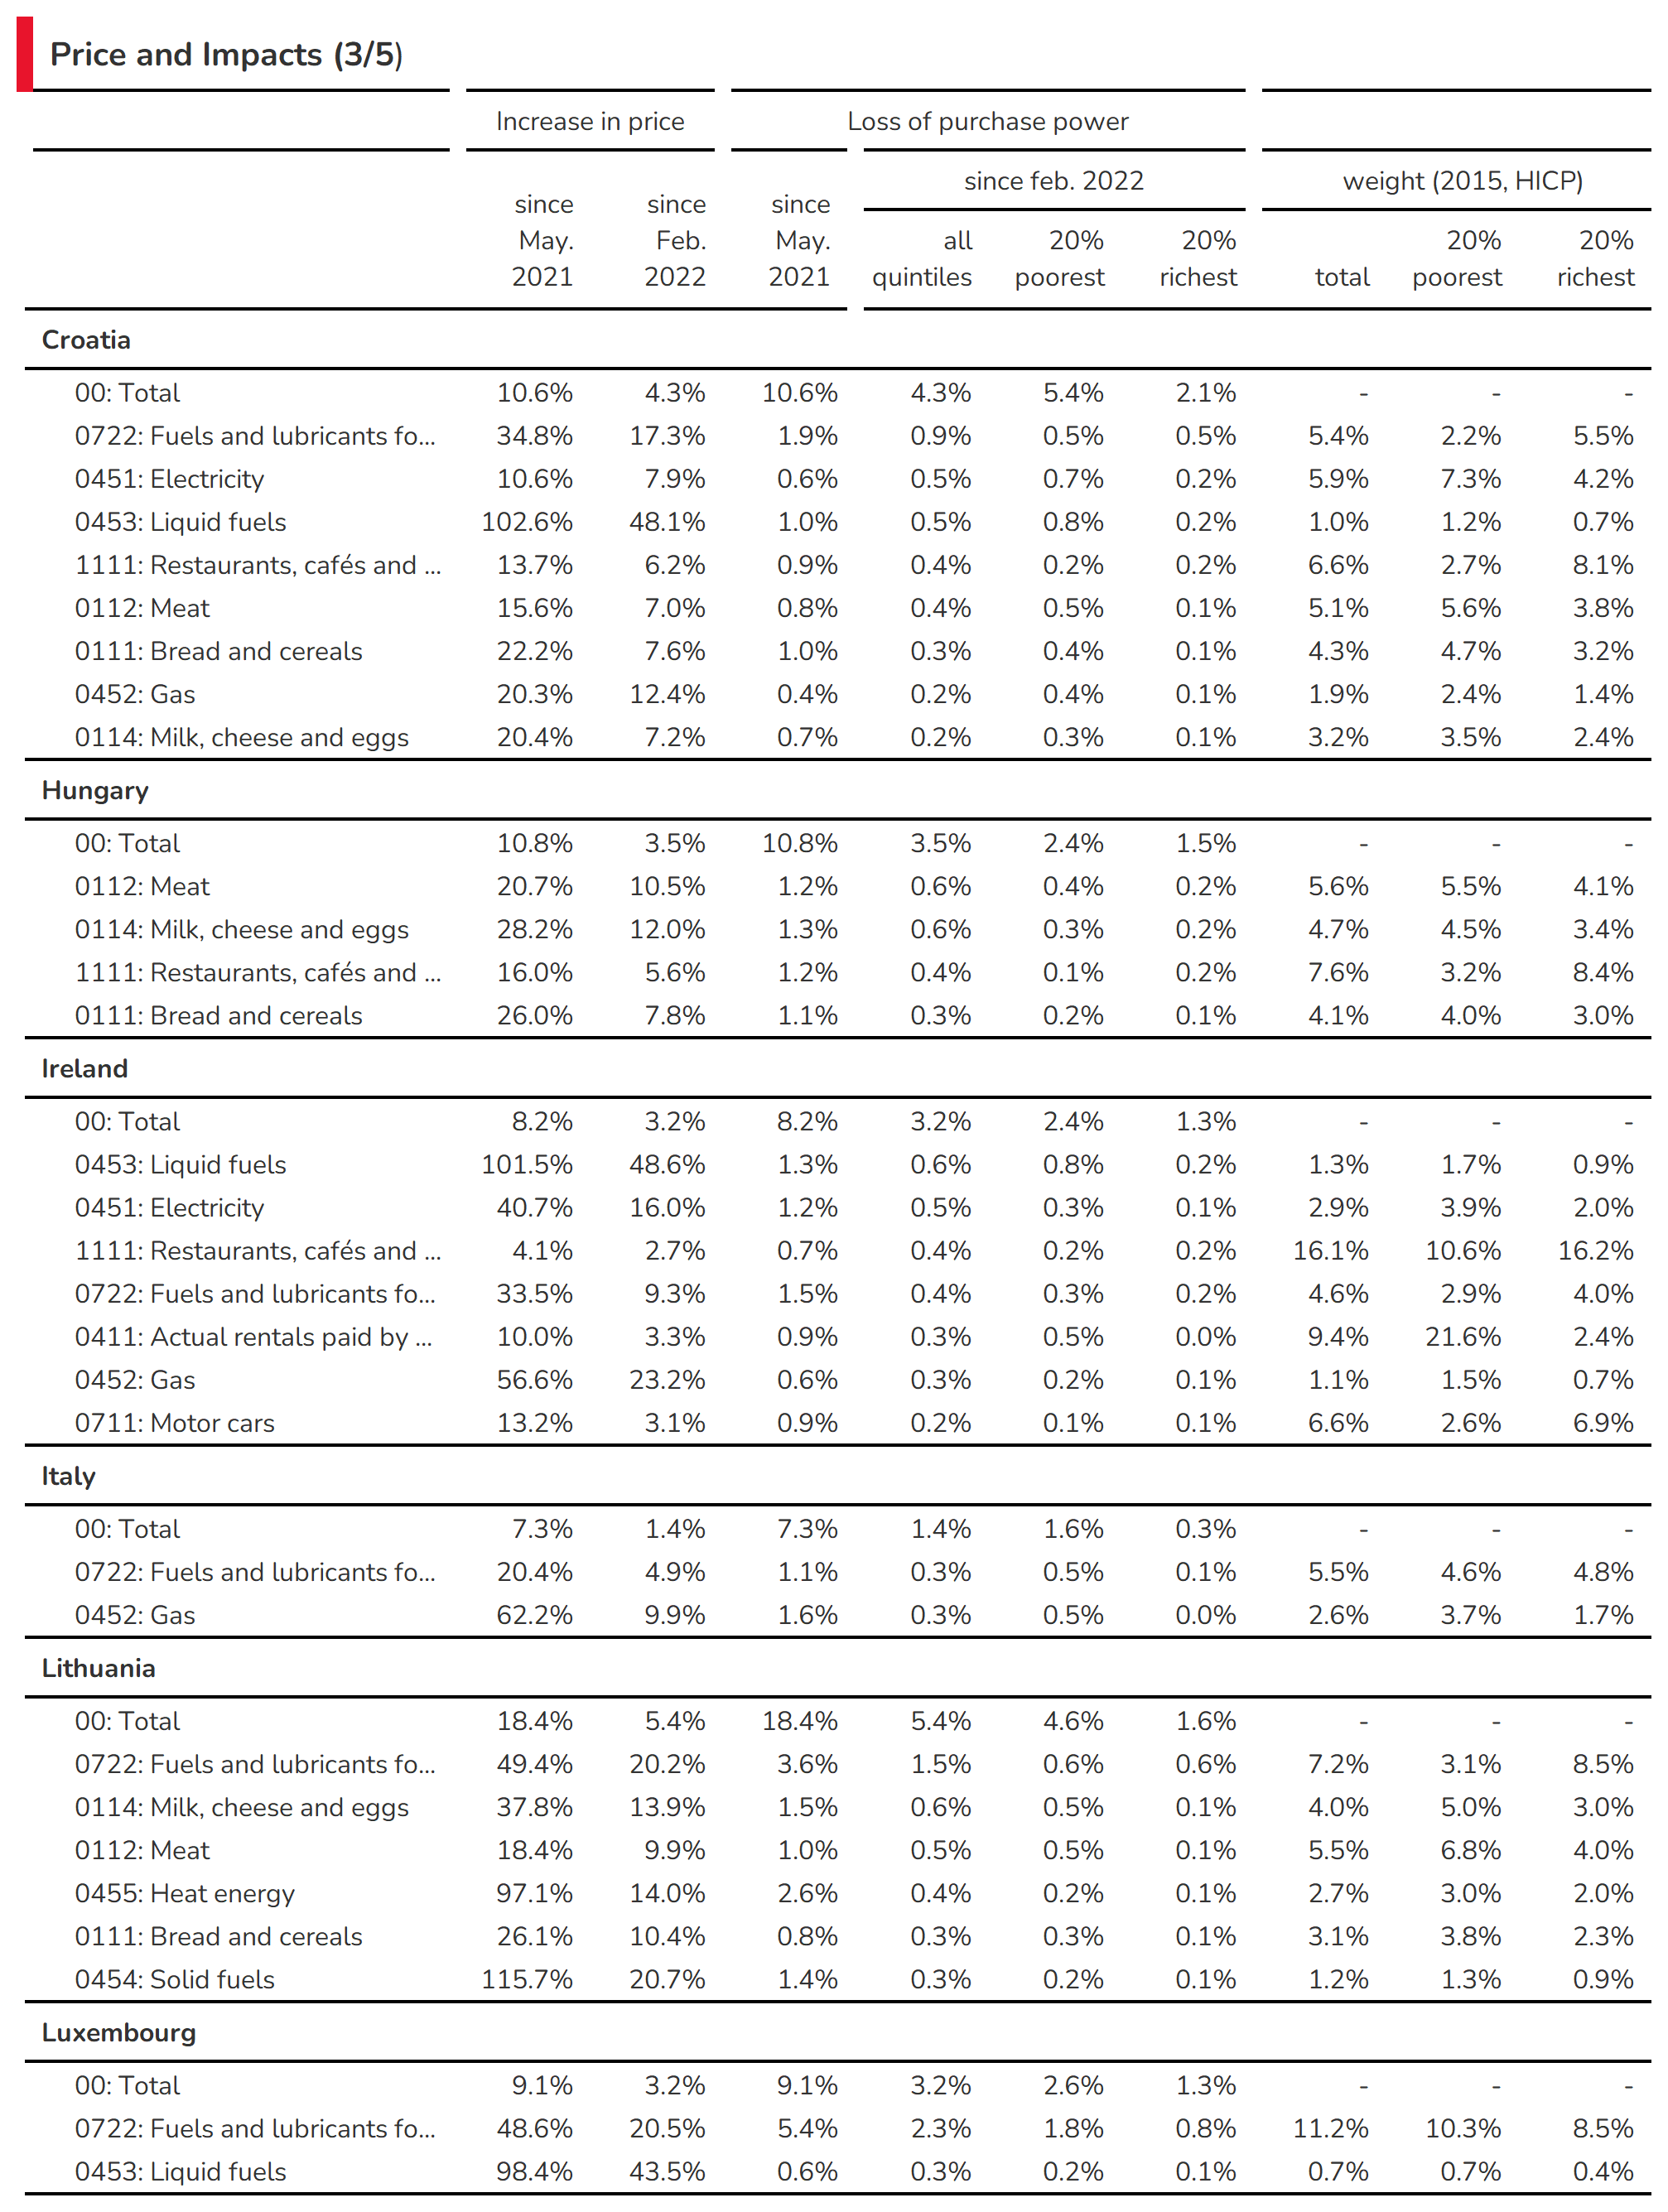 Price and Impacts (3/5)
Increase in price Loss of purchase power
since feb. 2022 weight (2015, HICP)
since May. 2021 since Feb. 2022 since May. 2021 all quintiles 20% poorest 20% richest total 20% poorest 20% richest
Croatia
00: Total 10.6% 4.3% 10.6% 4.3% 5.4% 2.1% - - -
0722: Fuels and lubricants fo... 34.8% 17.3% 1.9% 0.9% 0.5% 0.5% 5.4% 2.2% 5.5%
0451: Electricity 10.6% 7.9% 0.6% 0.5% 0.7% 0.2% 5.9% 7.3% 4.2%
0453: Liquid fuels 102.6% 48.1% 1.0% 0.5% 0.8% 0.2% 1.0% 1.2% 0.7%
1111: Restaurants, cafés and ... 13.7% 6.2% 0.9% 0.4% 0.2% 0.2% 6.6% 2.7% 8.1%
0112: Meat 15.6% 7.0% 0.8% 0.4% 0.5% 0.1% 5.1% 5.6% 3.8%
0111: Bread and cereals 22.2% 7.6% 1.0% 0.3% 0.4% 0.1% 4.3% 4.7% 3.2%
0452: Gas 20.3% 12.4% 0.4% 0.2% 0.4% 0.1% 1.9% 2.4% 1.4%
0114: Milk, cheese and eggs 20.4% 7.2% 0.7% 0.2% 0.3% 0.1% 3.2% 3.5% 2.4%
Hungary
00: Total 10.8% 3.5% 10.8% 3.5% 2.4% 1.5% - - -
0112: Meat 20.7% 10.5% 1.2% 0.6% 0.4% 0.2% 5.6% 5.5% 4.1%
0114: Milk, cheese and eggs 28.2% 12.0% 1.3% 0.6% 0.3% 0.2% 4.7% 4.5% 3.4%
1111: Restaurants, cafés and ... 16.0% 5.6% 1.2% 0.4% 0.1% 0.2% 7.6% 3.2% 8.4%
0111: Bread and cereals 26.0% 7.8% 1.1% 0.3% 0.2% 0.1% 4.1% 4.0% 3.0%
Ireland
00: Total 8.2% 3.2% 8.2% 3.2% 2.4% 1.3% - - -
0453: Liquid fuels 101.5% 48.6% 1.3% 0.6% 0.8% 0.2% 1.3% 1.7% 0.9%
0451: Electricity 40.7% 16.0% 1.2% 0.5% 0.3% 0.1% 2.9% 3.9% 2.0%
1111: Restaurants, cafés and ... 4.1% 2.7% 0.7% 0.4% 0.2% 0.2% 16.1% 10.6% 16.2%
0722: Fuels and lubricants fo... 33.5% 9.3% 1.5% 0.4% 0.3% 0.2% 4.6% 2.9% 4.0%
0411: Actual rentals paid by ... 10.0% 3.3% 0.9% 0.3% 0.5% 0.0% 9.4% 21.6% 2.4%
0452: Gas 56.6% 23.2% 0.6% 0.3% 0.2% 0.1% 1.1% 1.5% 0.7%
0711: Motor cars 13.2% 3.1% 0.9% 0.2% 0.1% 0.1% 6.6% 2.6% 6.9%
Italy
00: Total 7.3% 1.4% 7.3% 1.4% 1.6% 0.3% - - -
0722: Fuels and lubricants fo... 20.4% 4.9% 1.1% 0.3% 0.5% 0.1% 5.5% 4.6% 4.8%
0452: Gas 62.2% 9.9% 1.6% 0.3% 0.5% 0.0% 2.6% 3.7% 1.7%
Lithuania
00: Total 18.4% 5.4% 18.4% 5.4% 4.6% 1.6% - - -
0722: Fuels and lubricants fo... 49.4% 20.2% 3.6% 1.5% 0.6% 0.6% 7.2% 3.1% 8.5%
0114: Milk, cheese and eggs 37.8% 13.9% 1.5% 0.6% 0.5% 0.1% 4.0% 5.0% 3.0%
0112: Meat 18.4% 9.9% 1.0% 0.5% 0.5% 0.1% 5.5% 6.8% 4.0%
0455: Heat energy 97.1% 14.0% 2.6% 0.4% 0.2% 0.1% 2.7% 3.0% 2.0%
0111: Bread and cereals 26.1% 10.4% 0.8% 0.3% 0.3% 0.1% 3.1% 3.8% 2.3%
0454: Solid fuels 115.7% 20.7% 1.4% 0.3% 0.2% 0.1% 1.2% 1.3% 0.9%
Luxembourg
00: Total 9.1% 3.2% 9.1% 3.2% 2.6% 1.3% - - -
0722: Fuels and lubricants fo... 48.6% 20.5% 5.4% 2.3% 1.8% 0.8% 11.2% 10.3% 8.5%
0453: Liquid fuels 98.4% 43.5% 0.6% 0.3% 0.2% 0.1% 0.7% 0.7% 0.4%